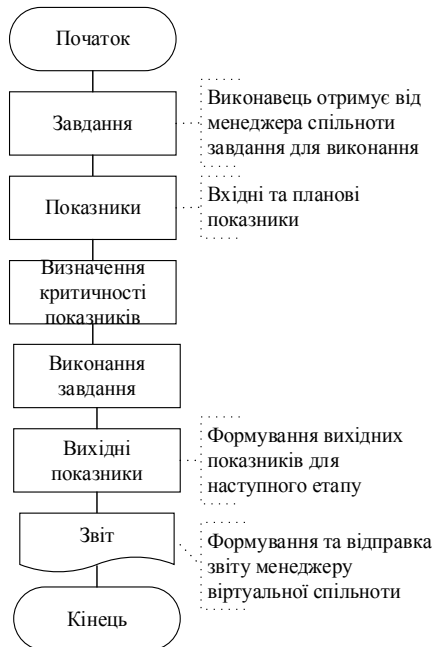 Початок
Завдання
Виконавець отримує від
менеджера спільноти
завдання для виконання
Показники
Вхідні та планові
показники
Визначення
критичності
показників
Виконання
завдання
Вихідні
показники
Формування вихідних
показників для
наступного етапу
Звіт
Формування та відправка
звіту менеджеру
віртуальної спільноти
Кінець